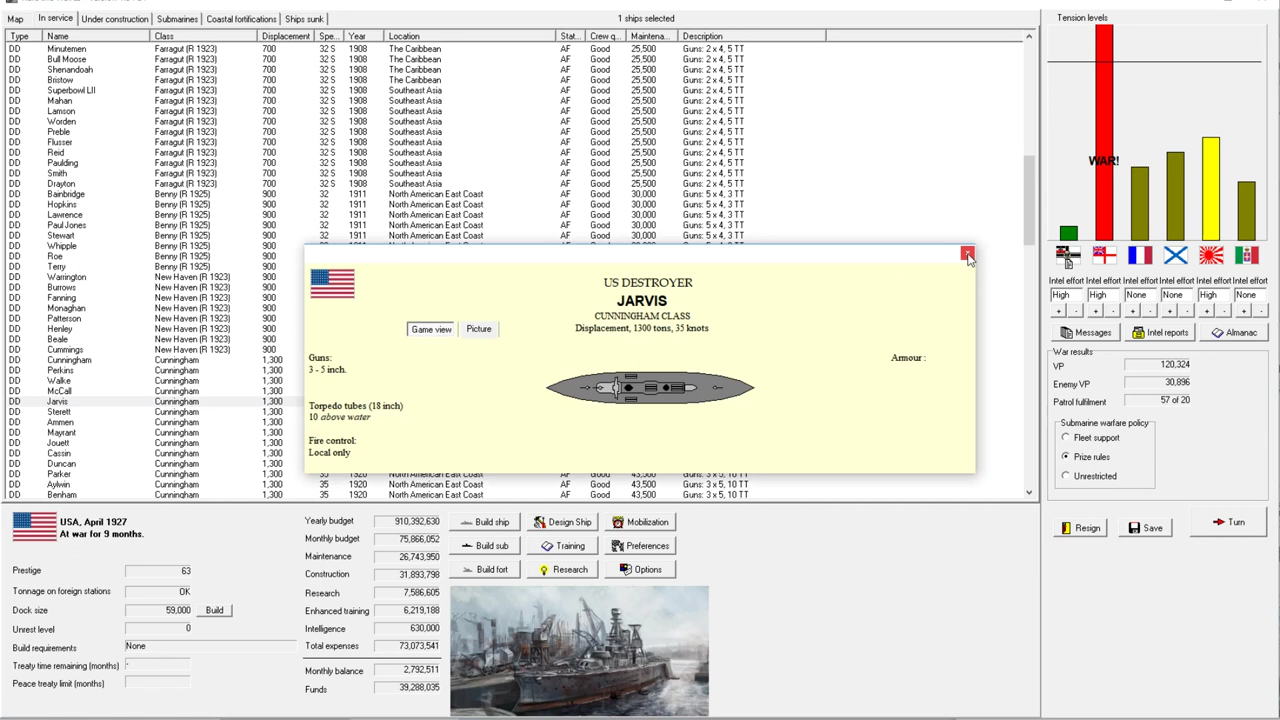 Map In service Under construction Submarines Coastal fortifications Ships sunk 1 ships selected
Type Name Class Displacement Spe... Year Location Stat... Crew q... Maintena... Description
DD Minutemen Farragut (R 1923) 700 32 S 1908 The Caribbean AF Good 25,500 Guns: 2 x 4, 5 TT
DD Bull Moose Farragut (R 1923) 700 32 S 1908 The Caribbean AF Good 25,500 Guns: 2 x 4, 5 TT
DD Shenandoah Farragut (R 1923) 700 32 S 1908 The Caribbean AF Good 25,500 Guns: 2 x 4, 5 TT
DD Bristow Farragut (R 1923) 700 32 S 1908 The Caribbean AF Good 25,500 Guns: 2 x 4, 5 TT
DD Superbowl LII Farragut (R 1923) 700 32 S 1908 Southeast Asia AF Good 25,500 Guns: 2 x 4, 5 TT
DD Mahan Farragut (R 1923) 700 32 S 1908 Southeast Asia AF Good 25,500 Guns: 2 x 4, 5 TT
DD Lamson Farragut (R 1923) 700 32 S 1908 Southeast Asia AF Good 25,500 Guns: 2 x 4, 5 TT
DD Worden Farragut (R 1923) 700 32 S 1908 Southeast Asia AF Good 25,500 Guns: 2 x 4, 5 TT
DD Preble Farragut (R 1923) 700 32 S 1908 Southeast Asia AF Good 25,500 Guns: 2 x 4, 5 TT
DD Flusser Farragut (R 1923) 700 32 S 1908 Southeast Asia AF Good 25,500 Guns: 2 x 4, 5 TT
DD Reid Farragut (R 1923) 700 32 S 1908 Southeast Asia AF Good 25,500 Guns: 2 x 4, 5 TT
DD Paulding Farragut (R 1923) 700 32 S 1908 Southeast Asia AF Good 25,500 Guns: 2 x 4, 5 TT
DD Smith Farragut (R 1923) 700 32 S 1908 Southeast Asia AF Good 25,500 Guns: 2 x 4, 5 TT
DD Drayton Farragut (R 1923) 700 32 S 1908 Southeast Asia AF Good 25,500 Guns: 2 x 4, 5 TT
DD Bainbridge Benny (R 1925) 900 32 1911 North American East Coast AF Good 30,000 Guns: 5 x 4, 3 TT
DD Hopkins Benny (R 1925) 900 32 1911 North American East Coast AF Good 30,000 Guns: 5 x 4, 3 TT
DD Lawrence Benny (R 1925) 900 32 1911 North American East Coast AF Good 30,000 Guns: 5 x 4, 3 TT
DD Paul Jones Benny (R 1925) 900 32 1911 North American East Coast AF Good 30,000 Guns: 5 x 4, 3 TT
DD Stewart Benny (R 1925) 900 32 1911 North American East Coast AF Good 30,000 Guns: 5 x 4, 3 TT
DD Whipple Benny (R 1925) 900
DD Roe Benny (R 1925) 900
DD Terry Benny (R 1925) 900
DD Warrington New Haven (R 1923) 900
DD Burrows New Haven (R 1923) 900
DD Fanning New Haven (R 1923) 900
DD Monaghan New Haven (R 1923) 900
DD Patterson New Haven (R 1923) 900
DD Henley New Haven (R 1923) 900
DD Beale New Haven (R 1923) 900
DD Cummings New Haven (R 1923) 900
DD Cunningham Cunningham 1,300
DD Perkins Cunningham 1,300
DD Walke Cunningham 1,300
DD McCall Cunningham 1,300
DD Jarvis Cunningham 1,300
DD Sterett Cunningham 1,300
DD Ammen Cunningham 1,300
DD Mayrant Cunningham 1,300
DD Jouett Cunningham 1,300
DD Cassin Cunningham 1,300
DD Duncan Cunningham 1,300
DD Parker Cunningham 1,300 35 1920 North American East Coast AF Good 43,500 Guns: 3 x 5, 10 TT
DD Aylwin Cunningham 1,300 35 1920 North American East Coast AF Good 43,500 Guns: 3 x 5, 10 TT
DD Benham Cunningham 1,300 35 1920 North American East Coast AF Good 43,500 Guns: 3 x 5, 10 TT
US DESTROYER
JARVIS
CUNNINGHAM CLASS
Displacement, 1300 tons, 35 knots
Game view Picture
Guns: Armour :
3 - 5 inch.
Torpedo tubes (18 inch)
10 above water
Fire control:
Local only
Tension levels
WAR!
Intel effort Intel effort Intel effort Intel effort Intel effort Intel effort
High High None None High None
+ - + - + - + - + - + -
Messages Intel reports Almanac
War results
VP 120,324
Enemy VP 30,896
Patrol fulfilment 57 of 20
Submarine warfare policy
Fleet support
Prize rules
Unrestricted
Resign Save Turn
USA, April 1927
At war for 9 months.
Prestige 63
Tonnage on foreign stations OK
Dock size 59,000 Build
Unrest level 0
Build requirements None
Treaty time remaining (months) -
Peace treaty limit (months)
Yearly budget 910,392,630
Monthly budget 75,866,052
Maintenance 26,743,950
Construction 31,893,798
Research 7,586,605
Enhanced training 6,219,188
Intelligence 630,000
Total expenses 73,073,541
Monthly balance 2,792,511
Funds 39,288,035
Build ship Design Ship Mobilization
Build sub Training Preferences
Build fort Research Options